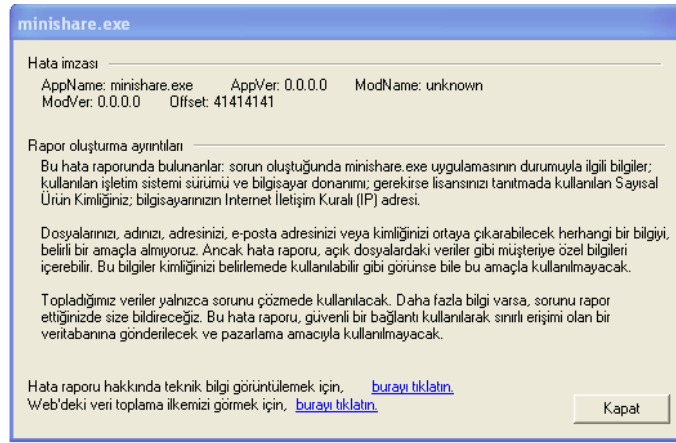 minishare.exe
Hata imzası
AppName: minishare.exe AppVer: 0.0.0.0 ModName: unknown
ModVer: 0.0.0.0 Offset: 41414141
Rapor oluşturma ayrıntıları
Bu hata raporunda bulunanlar: sorun oluştuğunda minishare.exe uygulamasının durumuyla ilgili bilgiler;
kullanılan işletim sistemi sürümü ve bilgisayar donanımı; gerekirse lisansınızı tanıtmada kullanılan Sayısal
Ürün Kimliğiniz; bilgisayarınızın Internet İletişim Kuralı (IP) adresi.
Dosyalarınızı, adınızı, adresinizi, e-posta adresinizi veya kimliğinizi ortaya çıkarabilecek herhangi bir bilgiyi,
belirli bir amaçla almıyoruz. Ancak hata raporu, açık dosyalardaki veriler gibi müşteriye özel bilgileri
içerebilir. Bu bilgiler kimliğinizi belirlemede kullanılabilir gibi görünse bile bu amaçla kullanılmayacak.
Topladığımız veriler yalnızca sorunu çözmede kullanılacak. Daha fazla bilgi varsa, sorunu rapor
ettiğinizde size bildireceğiz. Bu hata raporu, güvenli bir bağlantı kullanılarak sınırlı erişimi olan bir
veritabanına gönderilecek ve pazarlama amacıyla kullanılmayacak.
Hata raporu hakkında teknik bilgi görüntülemek için, burayı tıklatın.
Web'deki veri toplama ilkemizi görmek için, burayı tıklatın.
Kapat